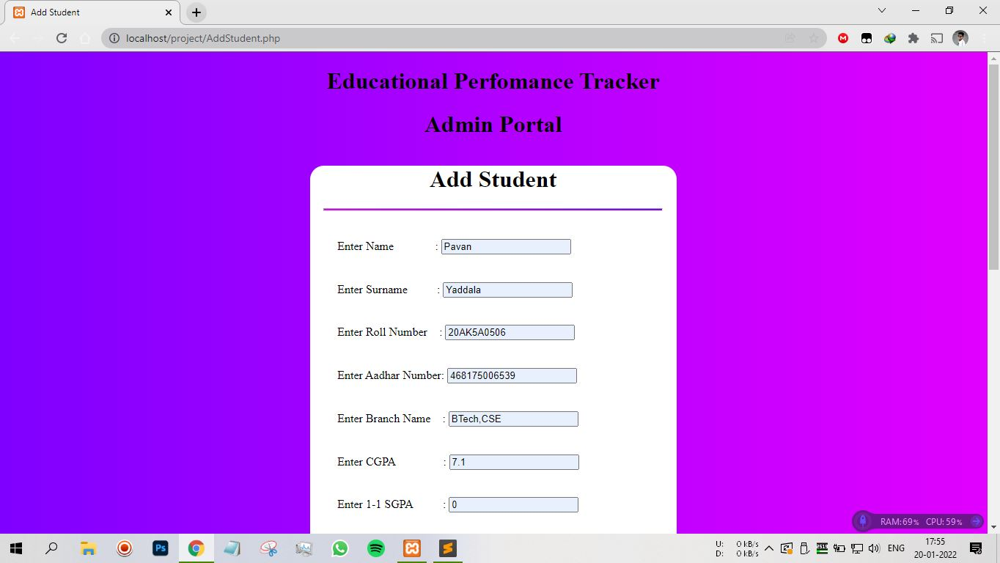 Add Student
localhost/project/AddStudent.php
Educational Perfomance Tracker
Admin Portal
Add Student
Enter Name : Pavan
Enter Surname : Yaddala
Enter Roll Number : 20AK5A0506
Enter Aadhar Number: 468175006539
Enter Branch Name : BTech,CSE
Enter CGPA : 7.1
Enter 1-1 SGPA : 0
RAM: 69% CPU: 59%
Ps
U: 0 kB/s
D: 0 kB/s
ENG
17:55
20-01-2022